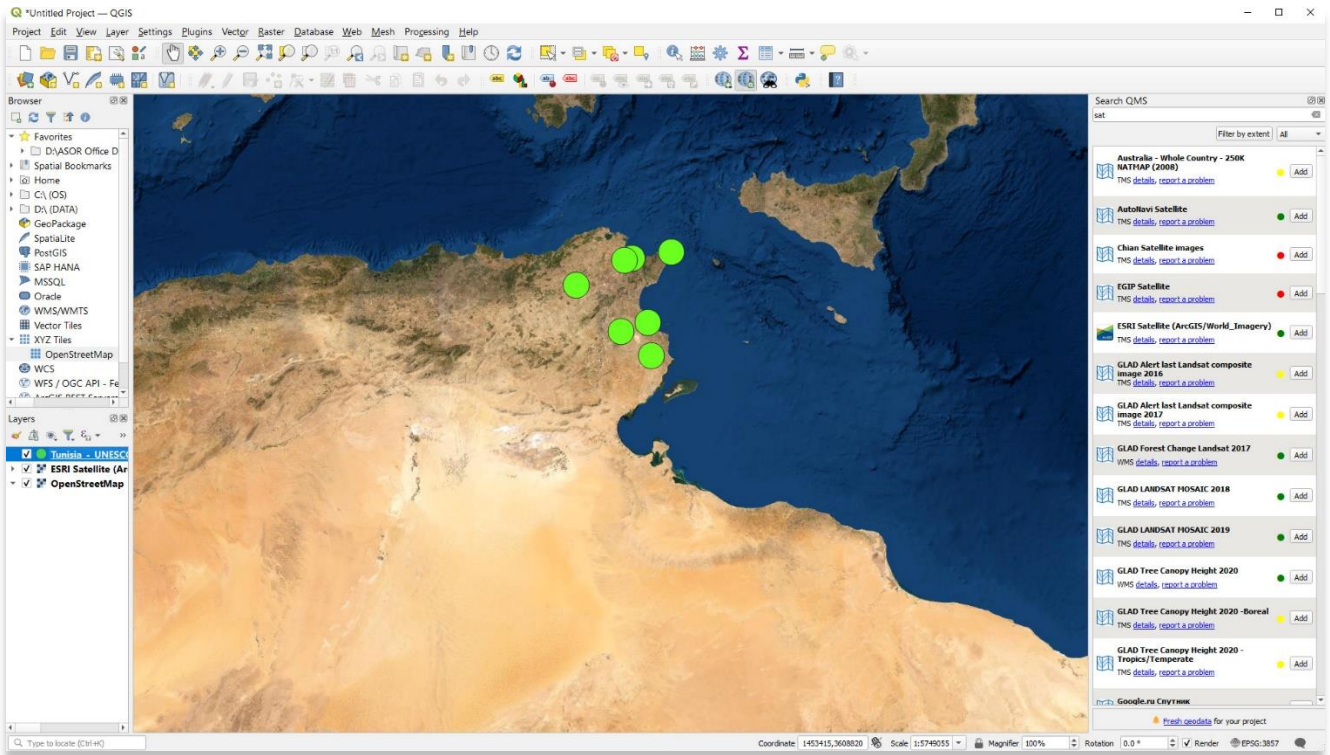 *Untitled Project — QGIS
Project Edit View Layer Settings Plugins Vector Raster Database Web Mesh Processing Help
Browser
Favorites
D:\ASOR Office D
Spatial Bookmarks
Home
C:\ (OS)
D:\ (DATA)
GeoPackage
SpatiaLite
PostGIS
SAP HANA
MSSQL
Oracle
WMS/WMTS
Vector Tiles
XYZ Tiles
OpenStreetMap
WCS
WFS / OGC API - Fe
Layers
Tunisia - UNESCO
ESRI Satellite (Ar
OpenStreetMap
Search QMS
sat
Filter by extent All
Australia - Whole Country - 250K
NATMAP (2008)
TMS details, report a problem
Add
AutoNavi Satellite
TMS details, report a problem
Add
Chian Satellite images
TMS details, report a problem
Add
EGIP Satellite
TMS details, report a problem
Add
ESRI Satellite (ArcGIS/World_Imagery)
TMS details, report a problem
Add
GLAD Alert last Landsat composite
image 2016
TMS details, report a problem
Add
GLAD Alert last Landsat composite
image 2017
TMS details, report a problem
Add
GLAD Forest Change Landsat 2017
WMS details, report a problem
Add
GLAD LANDSAT MOSAIC 2018
TMS details, report a problem
Add
GLAD LANDSAT MOSAIC 2019
TMS details, report a problem
Add
GLAD Tree Canopy Height 2020
WMS details, report a problem
Add
GLAD Tree Canopy Height 2020 -Boreal
TMS details, report a problem
Add
GLAD Tree Canopy Height 2020 -
Tropics/Temperate
TMS details, report a problem
Add
Google.ru Спутник
Fresh geodata for your project
Type to locate (Ctrl+K)
Coordinate 1453415,3608820 Scale 1:5749055 Magnifier 100% Rotation 0.0 ° Render EPSG:3857